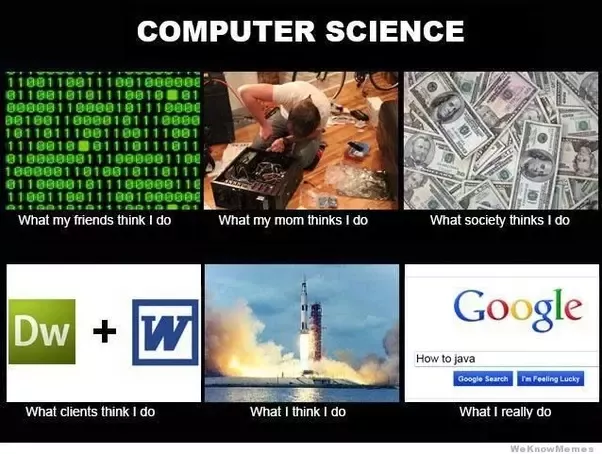 COMPUTER SCIENCE
What my friends think I do
What my mom thinks I do
What society thinks I do
Dw + W
Google
How to java
Google Search
I'm Feeling Lucky
What clients think I do
What I think I do
What I really do
WeKnowMemes